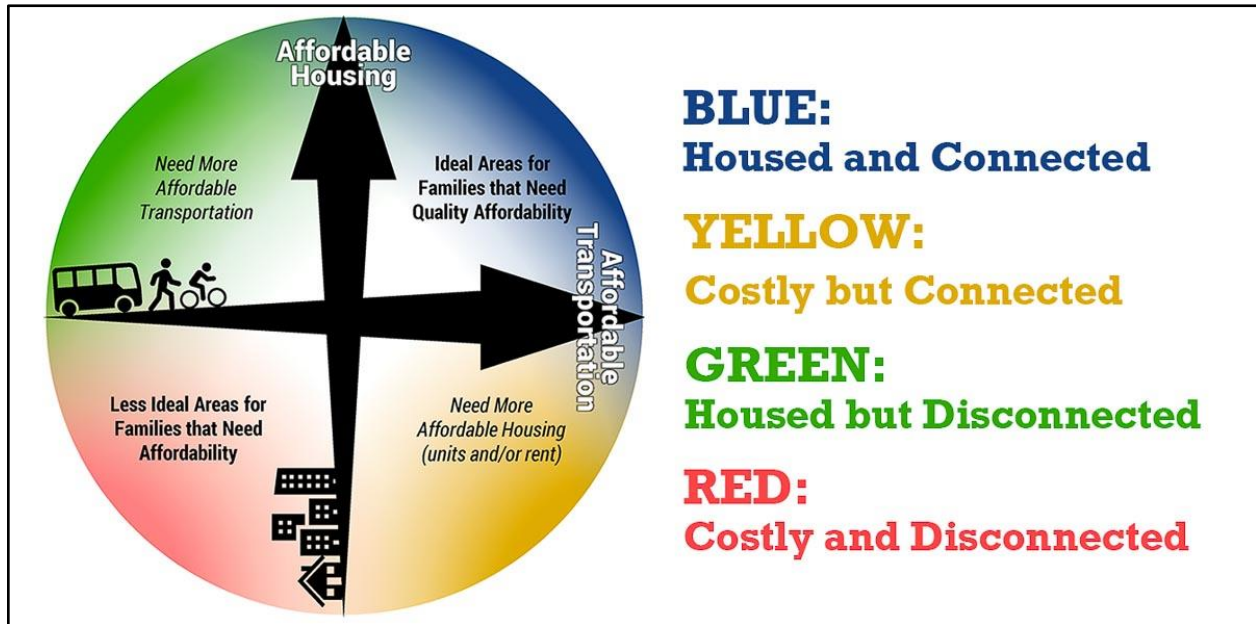 Affordable
Housing
Need More
Affordable
Transportation
Ideal Areas for
Families that Need
Quality Affordability
Affordable
Transportation
Less Ideal Areas for
Families that Need
Affordability
Need More
Affordable Housing
(units and/or rent)
BLUE:
Housed and Connected
YELLOW:
Costly but Connected
GREEN:
Housed but Disconnected
RED:
Costly and Disconnected